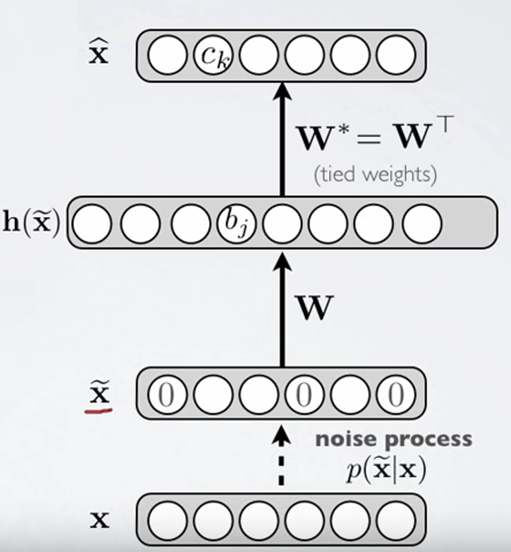 x̂
c_k
W* = W^⊤
(tied weights)
h(x̃)
b_j
W
x̃
0 0 0
noise process
p(x̃|x)
x